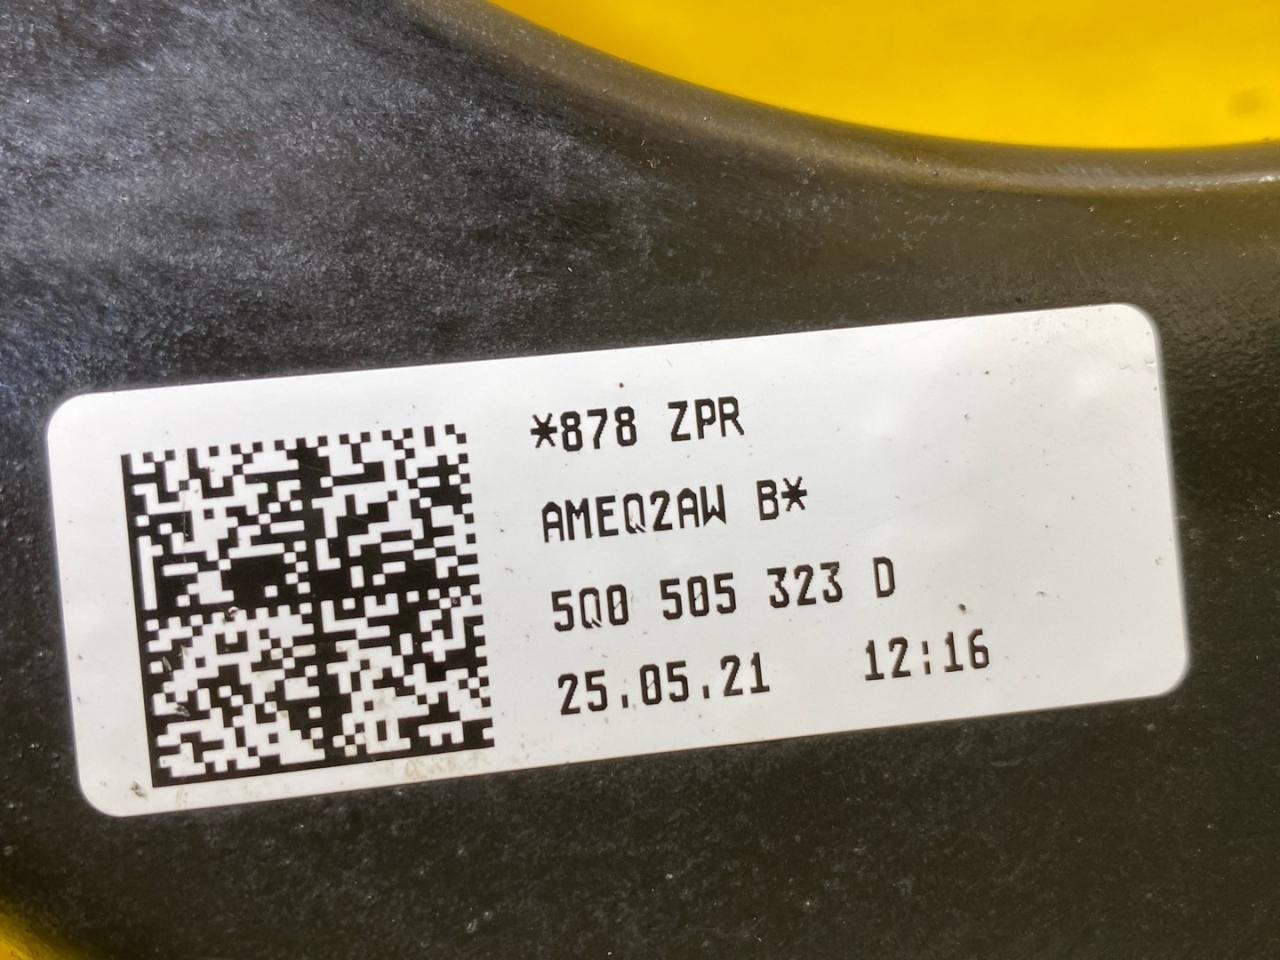 *878 ZPR
AMEQ2AW B*
5Q0 505 323 D
25.05.21 12:16